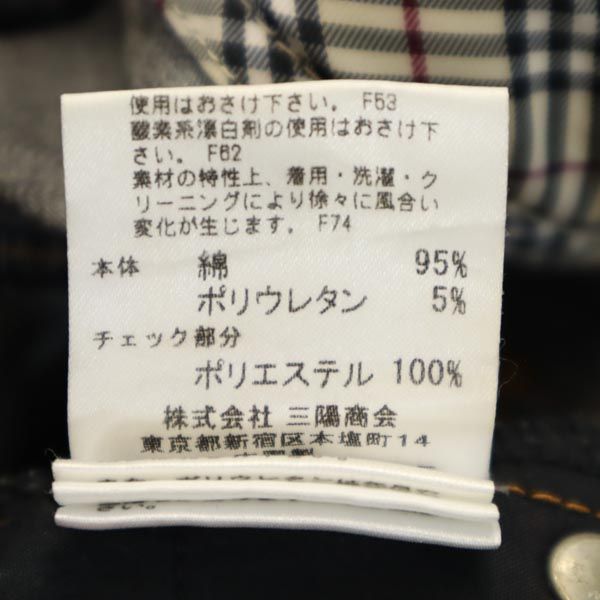 使用はおさけ下さい。 F53
酸素系漂白剤の使用はおさけ下
さい。 F62
素材の特性上、着用・洗濯・ク
リーニングにより徐々に風合い
変化が生じます。 F74
本体 綿 95%
ポリウレタン 5%
チェック部分
ポリエステル 100%
株式会社 三陽商会
東京都新宿区本塩町14
さい。